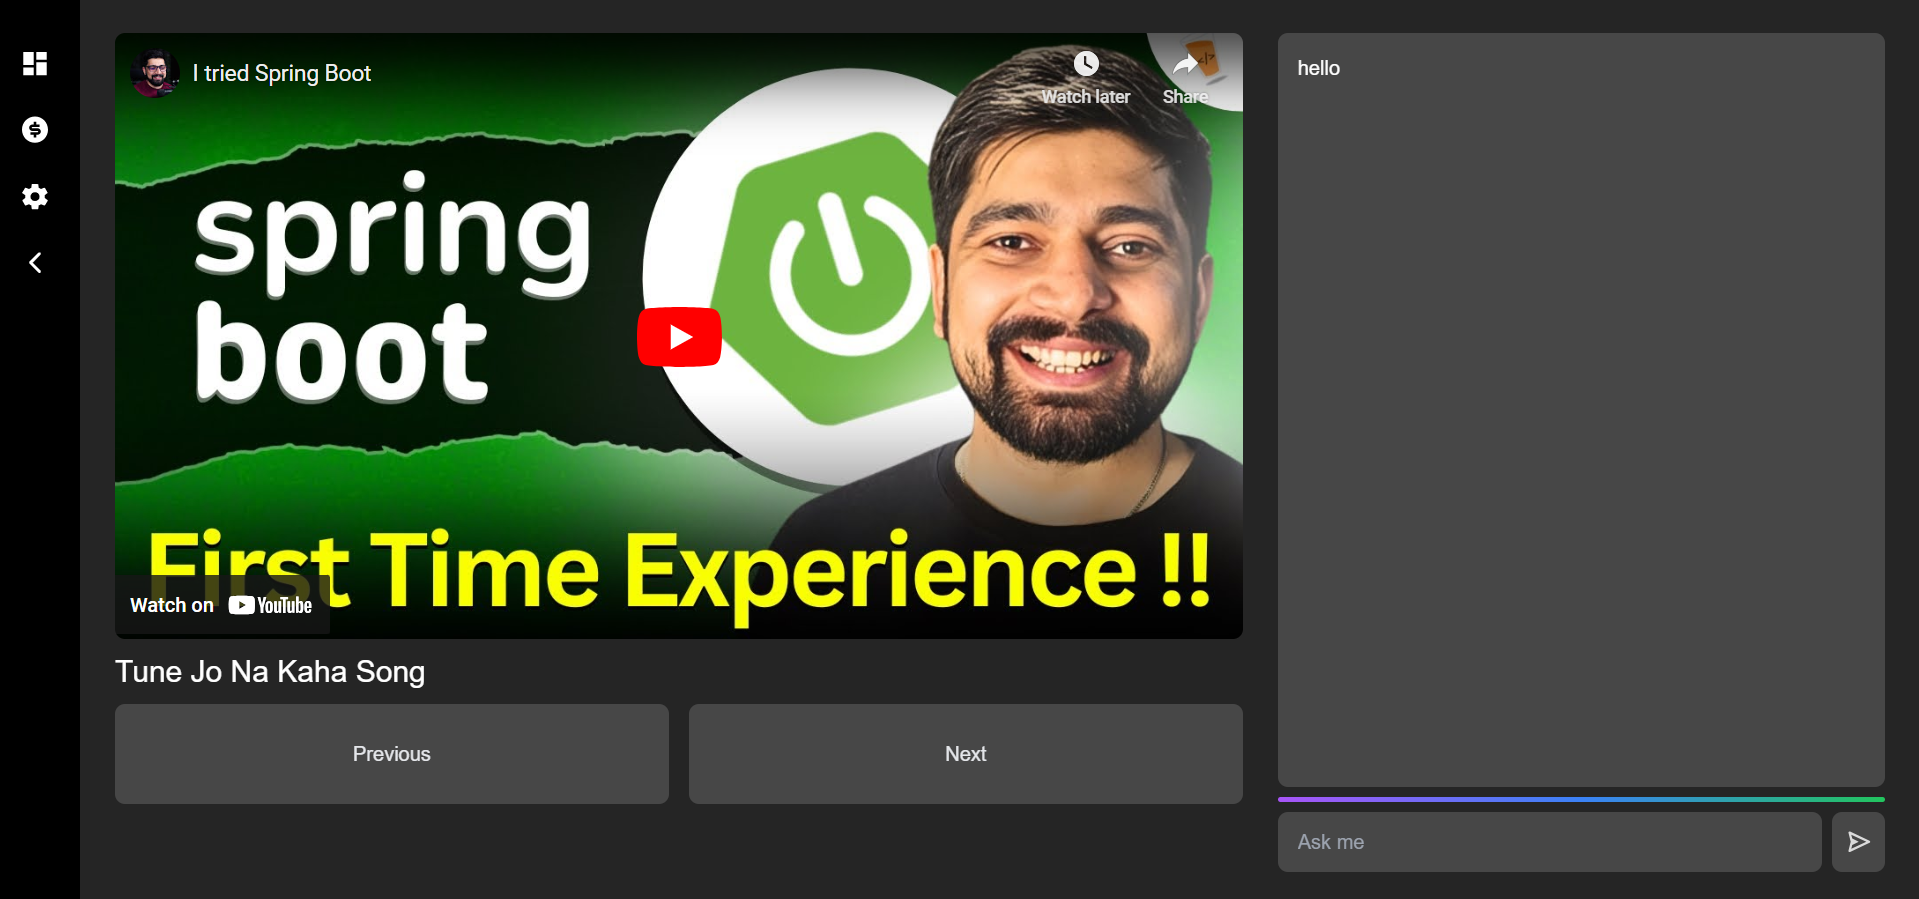 I tried Spring Boot
Watch later
Share
</>
spring
boot
First Time Experience !!
Watch on YouTube
Tune Jo Na Kaha Song
Previous
Next
hello
Ask me